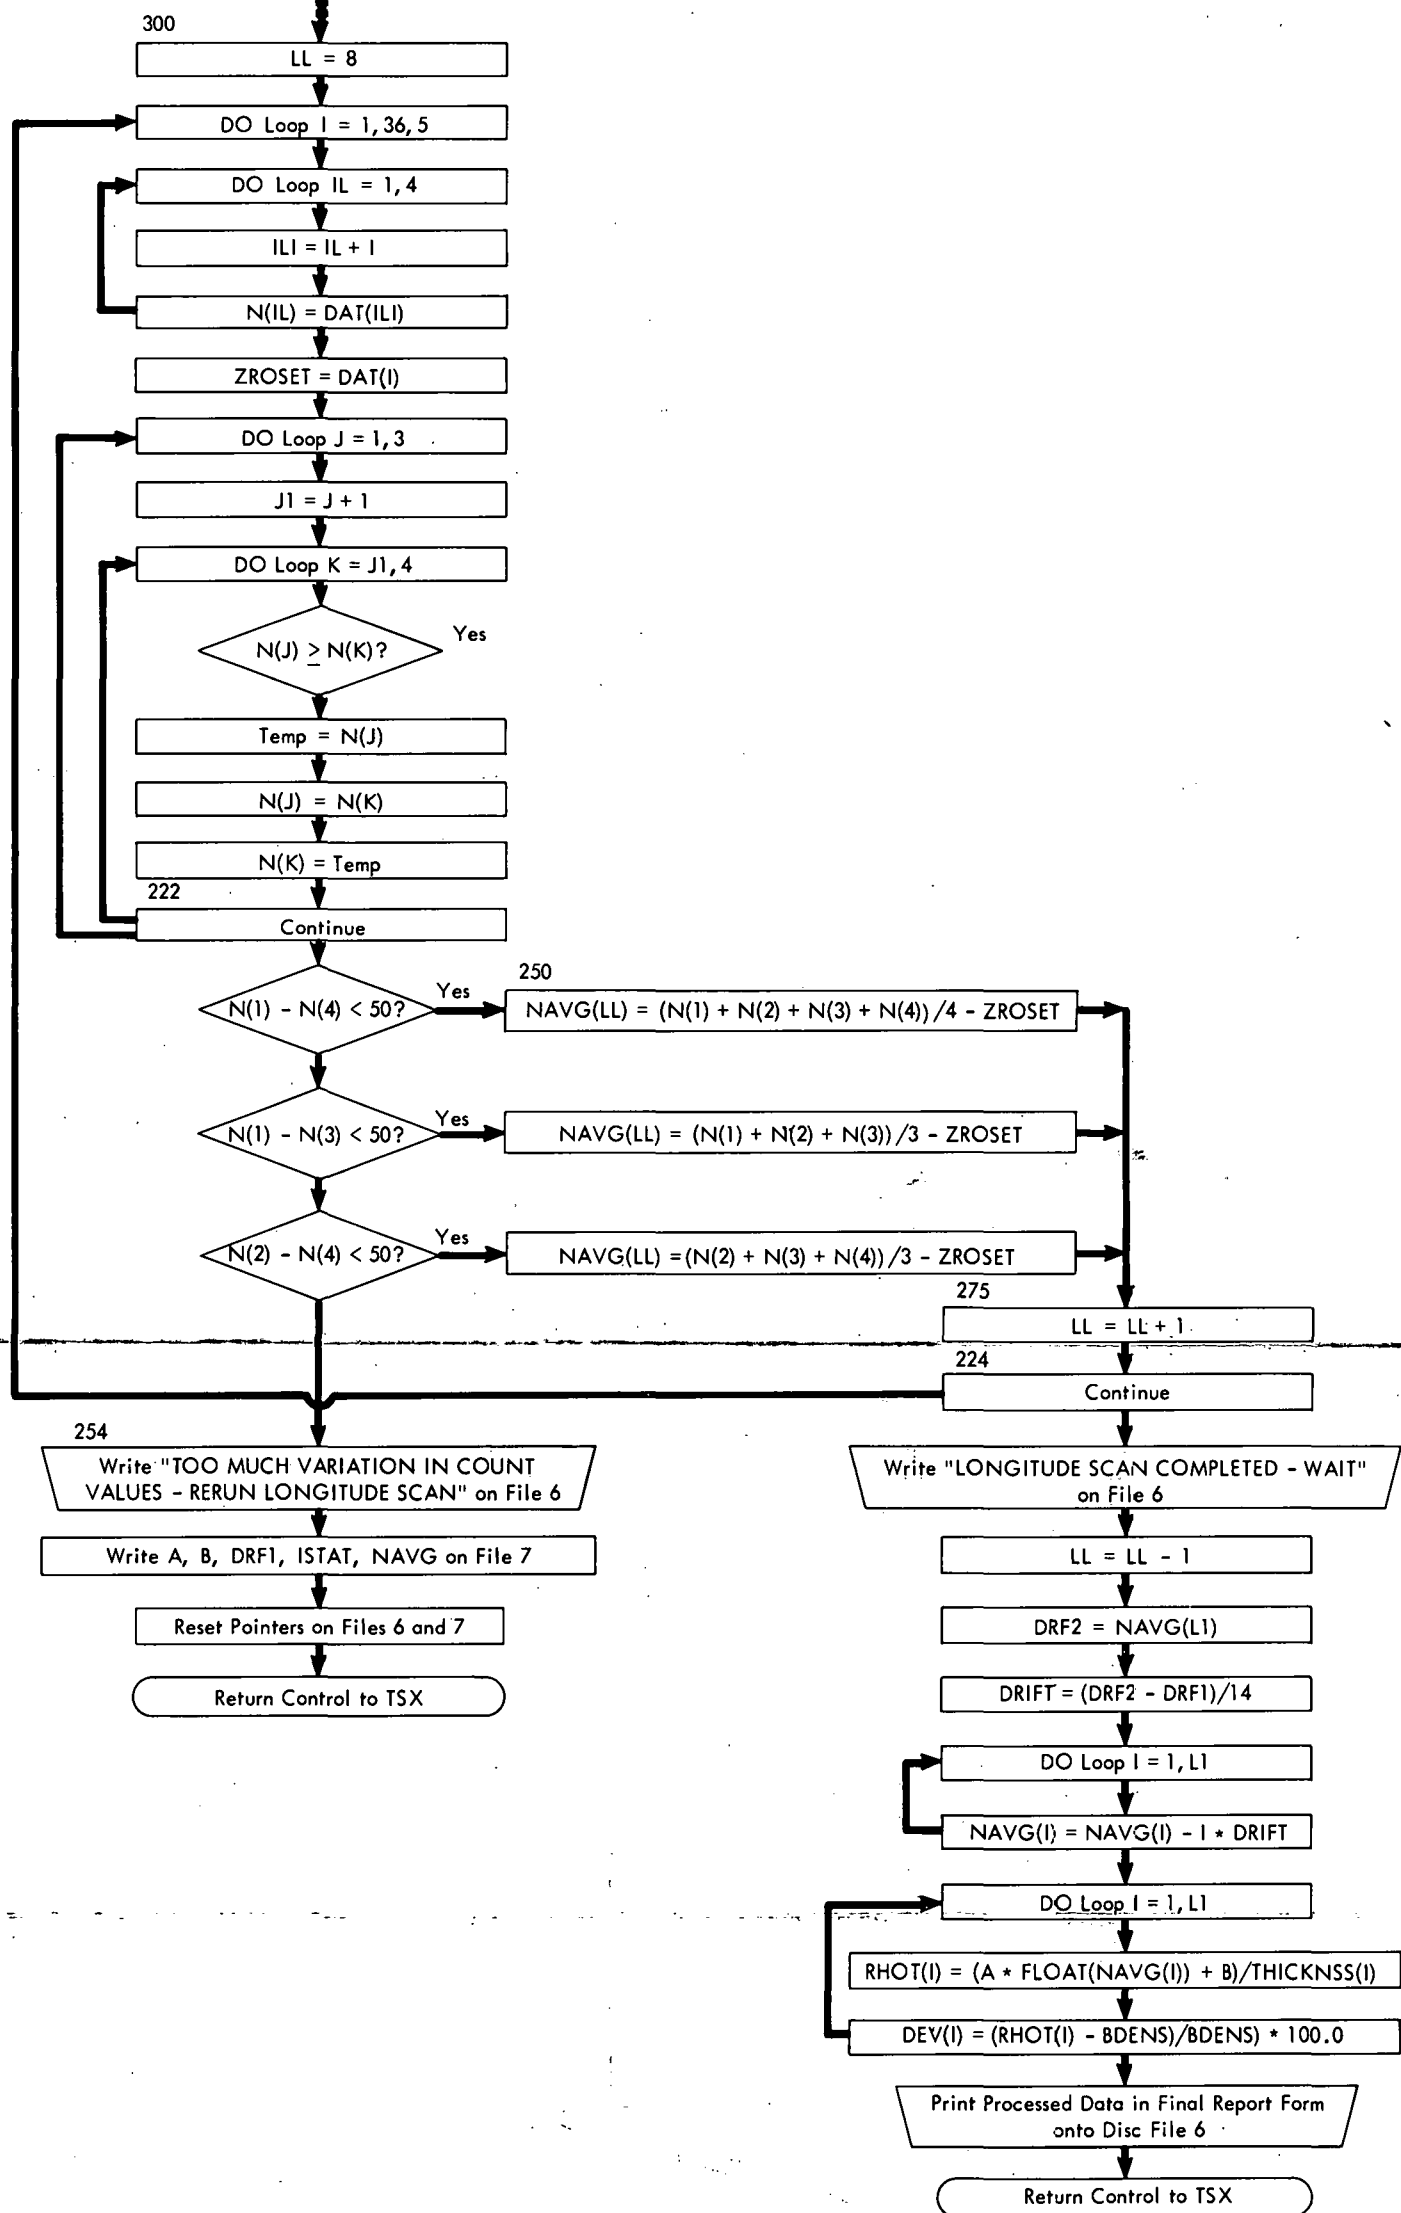 300
LL = 8
DO Loop I = 1, 36, 5
DO Loop IL = 1, 4
ILI = IL + I
N(IL) = DAT(ILI)
ZROSET = DAT(I)
DO Loop J = 1, 3
J1 = J + 1
DO Loop K = J1, 4
N(J) ≥ N(K)?
Yes
Temp = N(J)
N(J) = N(K)
N(K) = Temp
222
Continue
N(1) - N(4) < 50?
Yes
250
NAVG(LL) = (N(1) + N(2) + N(3) + N(4))/4 - ZROSET
N(1) - N(3) < 50?
Yes
NAVG(LL) = (N(1) + N(2) + N(3))/3 - ZROSET
N(2) - N(4) < 50?
Yes
NAVG(LL) = (N(2) + N(3) + N(4))/3 - ZROSET
275
LL = LL + 1
224
Continue
254
Write "TOO MUCH VARIATION IN COUNT
VALUES - RERUN LONGITUDE SCAN" on File 6
Write A, B, DRF1, ISTAT, NAVG on File 7
Reset Pointers on Files 6 and 7
Return Control to TSX
Write "LONGITUDE SCAN COMPLETED - WAIT"
on File 6
LL = LL - 1
DRF2 = NAVG(L1)
DRIFT = (DRF2 - DRF1)/14
DO Loop I = 1, L1
NAVG(I) = NAVG(I) - I * DRIFT
DO Loop I = 1, L1
RHOT(I) = (A * FLOAT(NAVG(I)) + B)/THICKNSS(I)
DEV(I) = (RHOT(I) - BDENS)/BDENS) * 100.0
Print Processed Data in Final Report Form
onto Disc File 6
Return Control to TSX